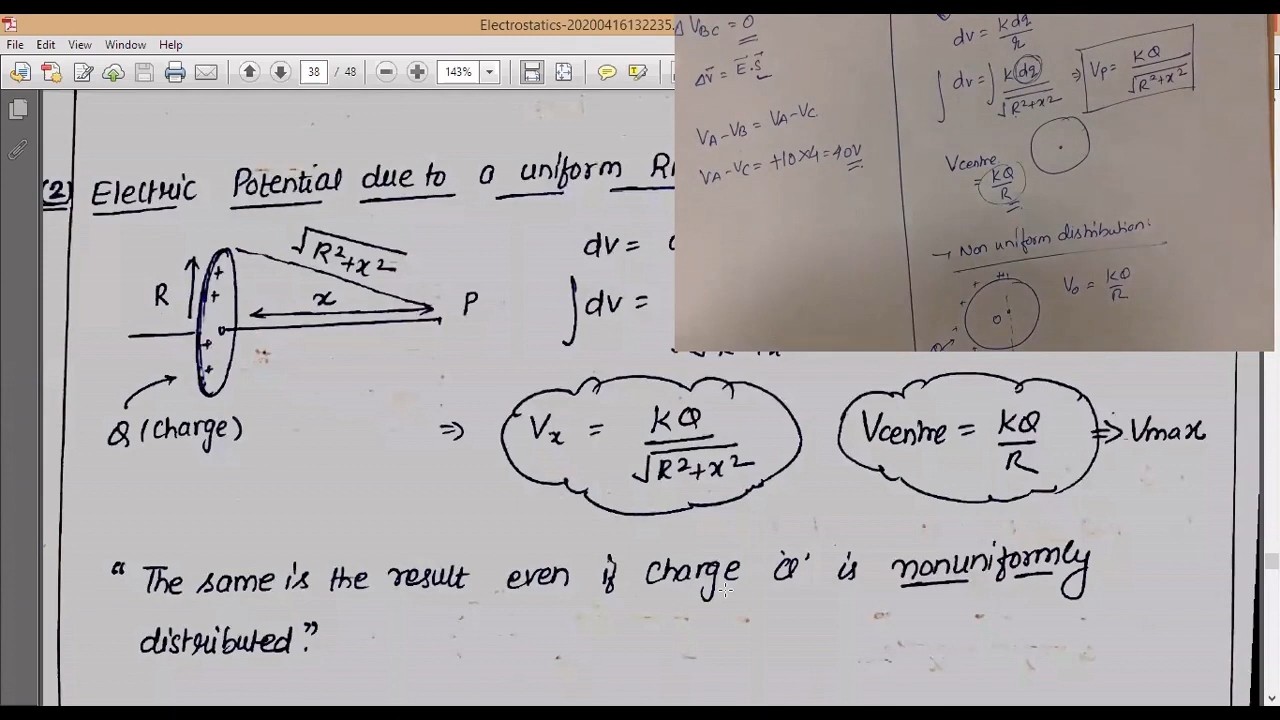 Electrostatics-20200416132235.
File Edit View Window Help
38 / 48 143%
(2) Electric Potential due to a uniform
R
√R²+x²
x
P
Q (charge)
dv =
∫dv =
⇒ Vx = KQ / √R²+x²
Vcentre = KQ / R ⇒ Vmax
“The same is the result even if charge 'Q' is nonuniformly
distributed.”
ΔVBC = 0
ΔV = E.S
VA-VB = VA-VC
VA-VC = +10×4 = 40V
dv = Kdq / r
∫dv = ∫ K dq / √R²+x² ⇒ Vp = KQ / √R²+x²
Vcentre
= KQ / R
→ Non uniform distribution:
V0 = KQ / R
O